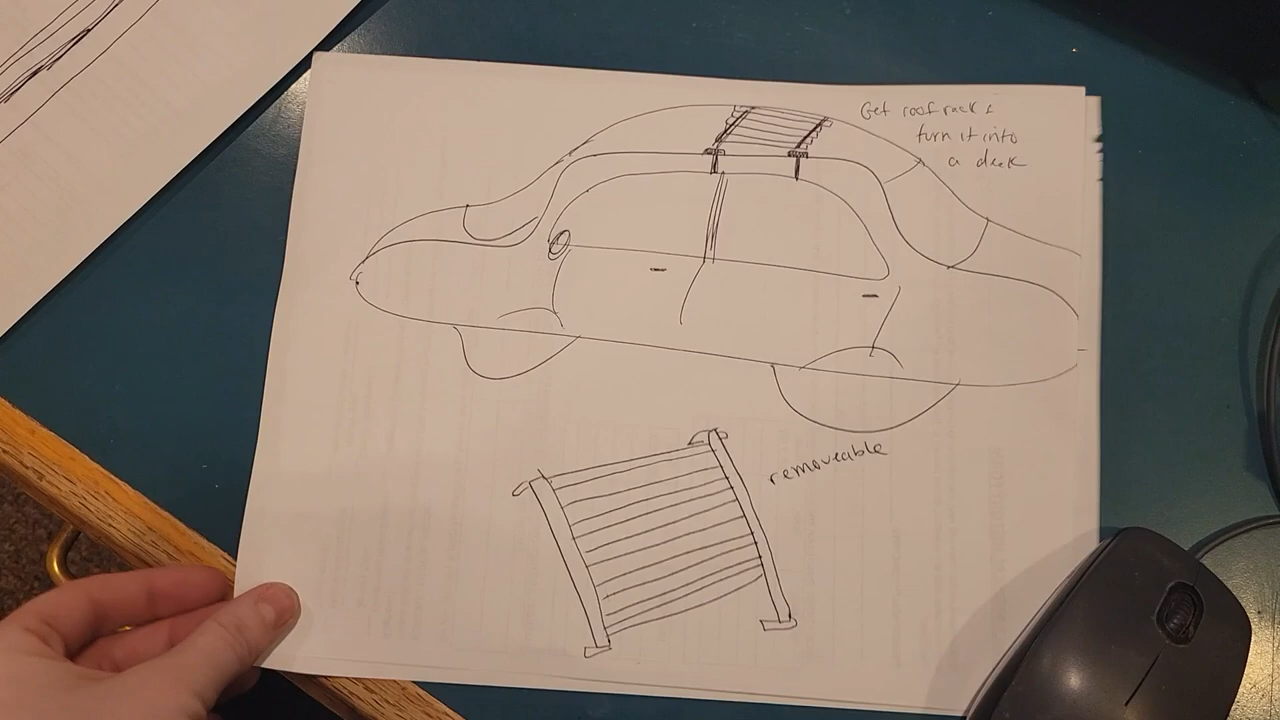 Get roof rack &
turn it into
a deck
removeable